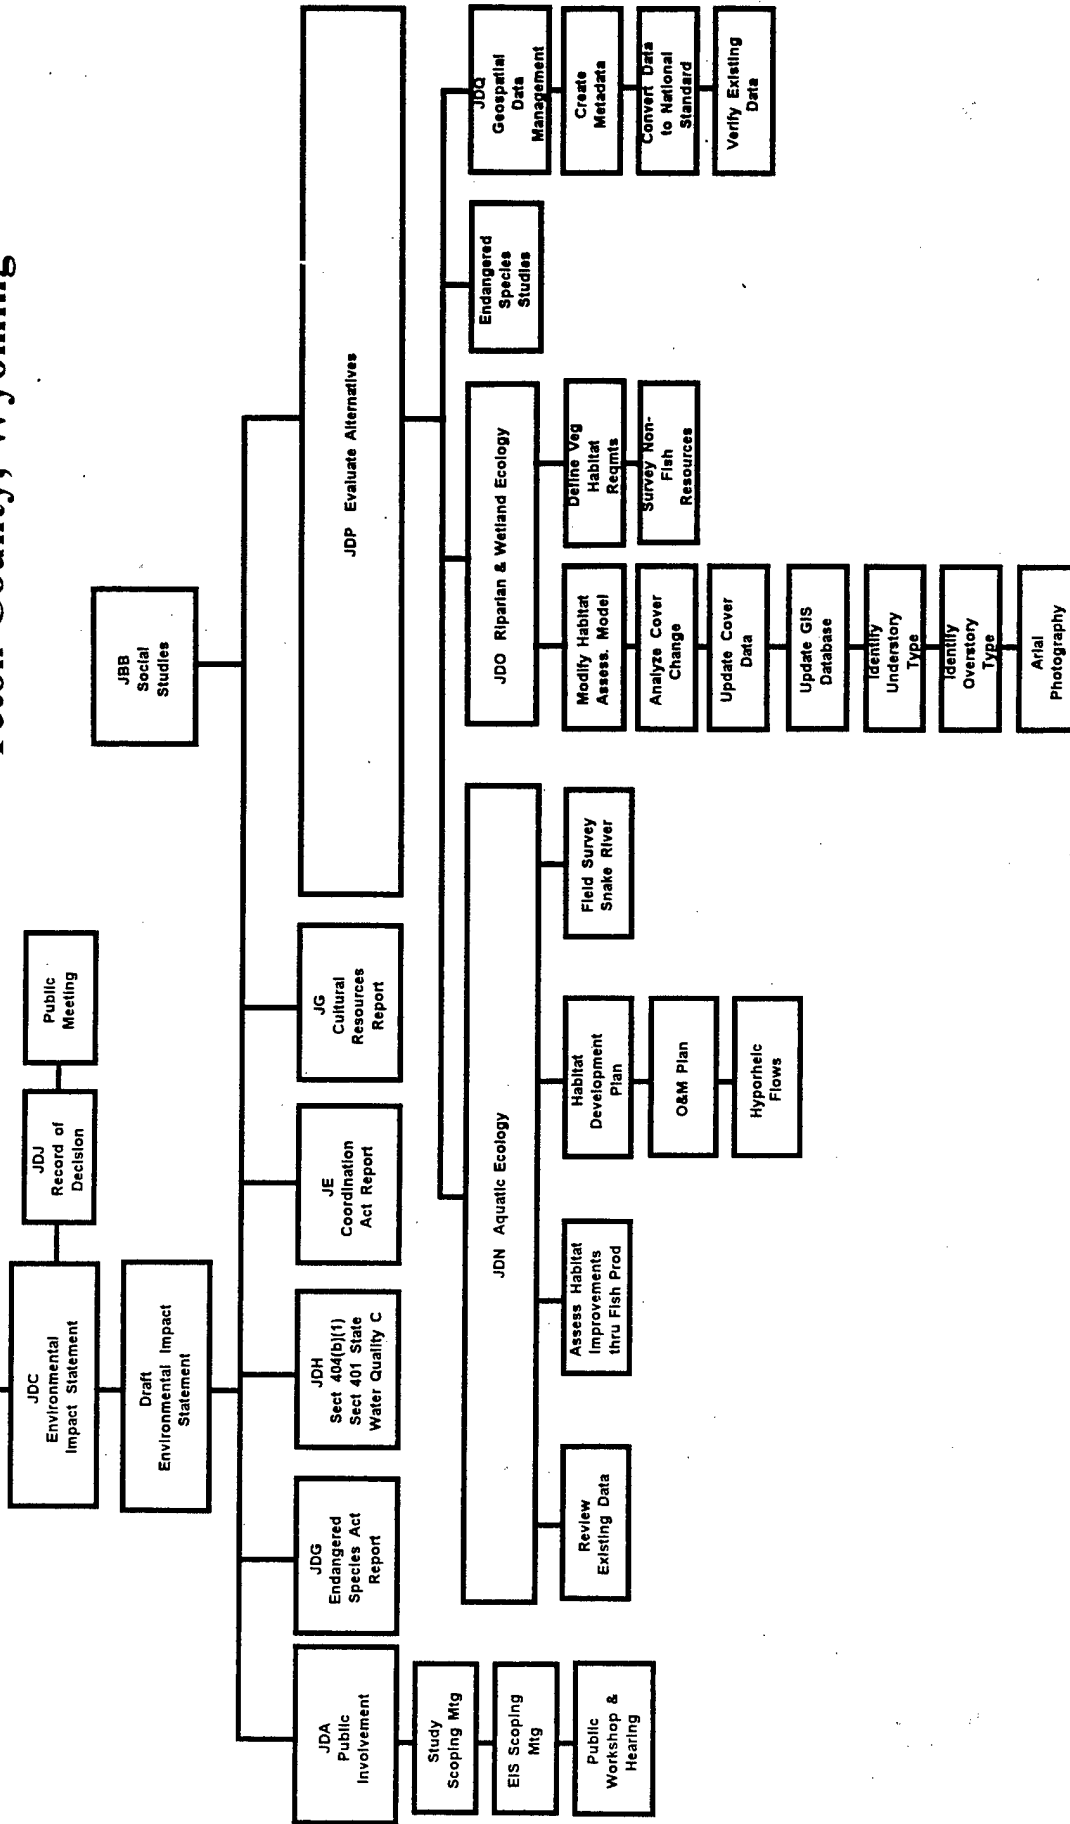 Teton County, Wyoming
JDC
Environmental
Impact Statement
JDJ
Record of
Decision
Public
Meeting
Draft
Environmental Impact
Statement
JBB
Social
Studies
JDA
Public
Involvement
JDG
Endangered
Species Act
Report
JDH
Sect 404(b)(1)
Sect 401 State
Water Quality C
JE
Coordination
Act Report
JG
Cultural
Resources
Report
JDP Evaluate Alternatives
Study
Scoping Mtg
EIS Scoping
Mtg
Public
Workshop &
Hearing
JDN Aquatic Ecology
Review
Existing Data
Assess Habitat
Improvements
thru Fish Prod
Habitat
Development
Plan
O&M Plan
Hyporheic
Flows
Field Survey
Snake River
JDO Riparian & Wetland Ecology
Modify Habitat
Assess. Model
Analyze Cover
Change
Update Cover
Data
Update GIS
Database
Identify
Understory
Type
Identify
Overstory
Type
Arial
Photography
Define Veg
Habitat
Reqmts
Survey Non-
Fish
Resources
Endangered
Species
Studies
JDQ
Geospatial
Data
Management
Create
Metadata
Convert Data
to National
Standard
Verify Existing
Data